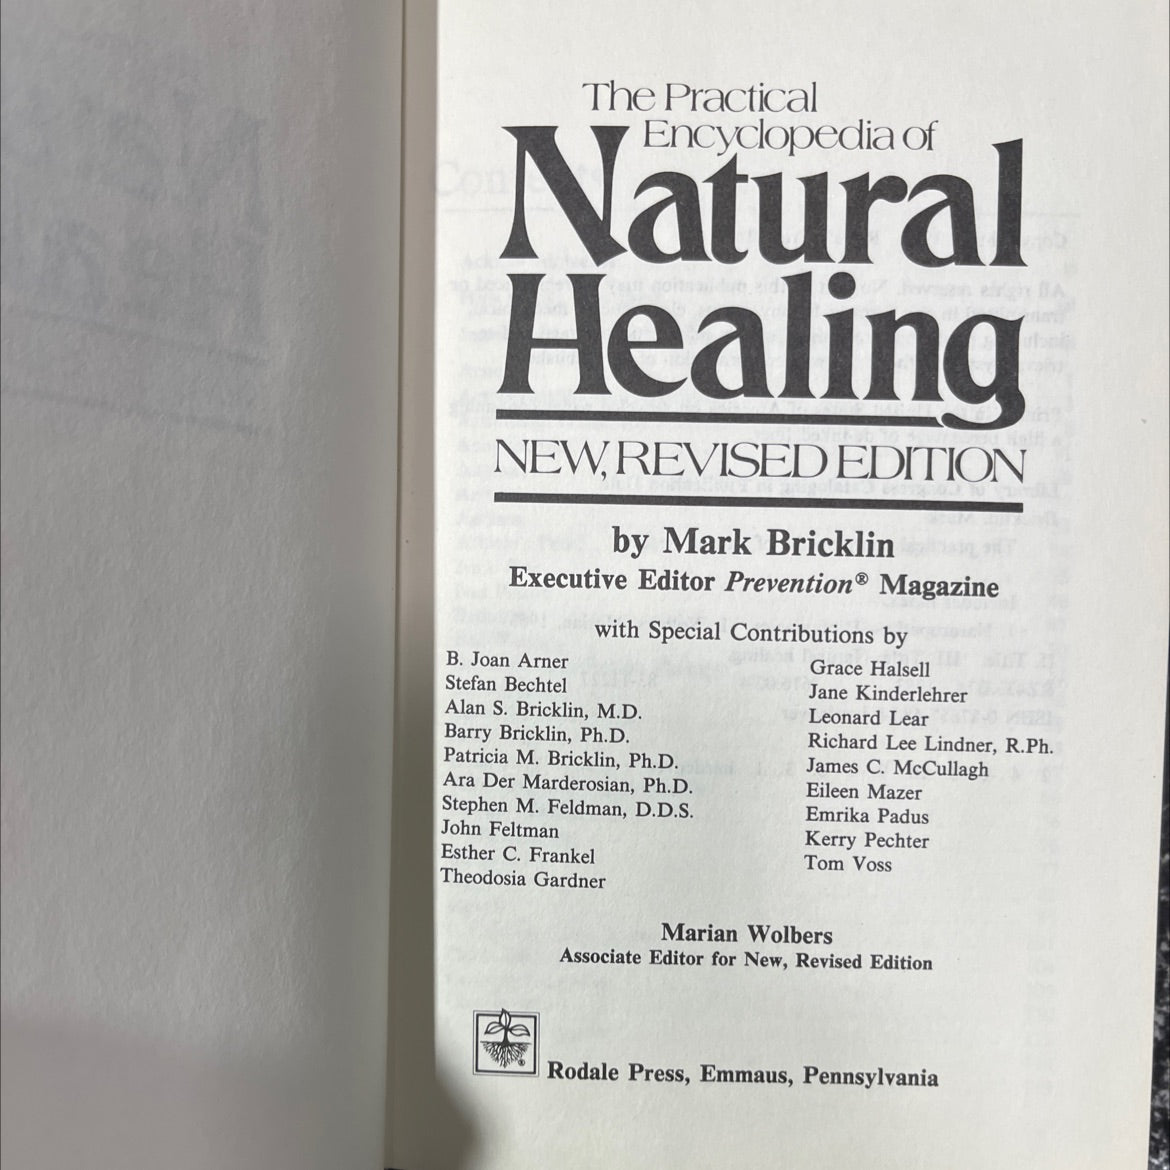 The Practical
Encyclopedia of
Natural
Healing
NEW, REVISED EDITION
by Mark Bricklin
Executive Editor Prevention® Magazine
with Special Contributions by
B. Joan Arner
Stefan Bechtel
Alan S. Bricklin, M.D.
Barry Bricklin, Ph.D.
Patricia M. Bricklin, Ph.D.
Ara Der Marderosian, Ph.D.
Stephen M. Feldman, D.D.S.
John Feltman
Esther C. Frankel
Theodosia Gardner
Grace Halsell
Jane Kinderlehrer
Leonard Lear
Richard Lee Lindner, R.Ph.
James C. McCullagh
Eileen Mazer
Emrika Padus
Kerry Pechter
Tom Voss
Marian Wolbers
Associate Editor for New, Revised Edition
®
Rodale Press, Emmaus, Pennsylvania